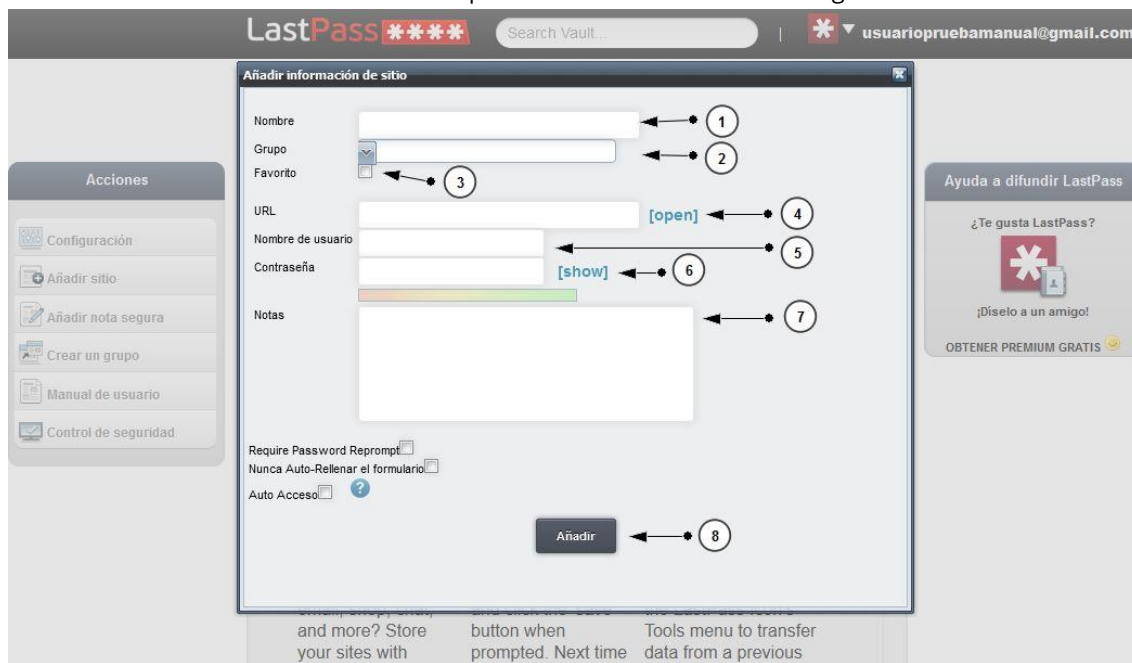 LastPass ****
Search Vault...
usuariopruebamanual@gmail.com
Añadir información de sitio
Nombre
1
Grupo
2
Favorito
3
URL
[open]
4
Nombre de usuario
5
Contraseña
[show]
6
Notas
7
Require Password Reprompt
Nunca Auto-Rellenar el formulario
Auto Acceso
?
Añadir
8
Acciones
Configuración
Añadir sitio
Añadir nota segura
Crear un grupo
Manual de usuario
Control de seguridad
Ayuda a difundir LastPass
¿Te gusta LastPass?
¡Díselo a un amigo!
OBTENER PREMIUM GRATIS
and more? Store
your sites with
button when
prompted. Next time
Tools menu to transfer
data from a previous